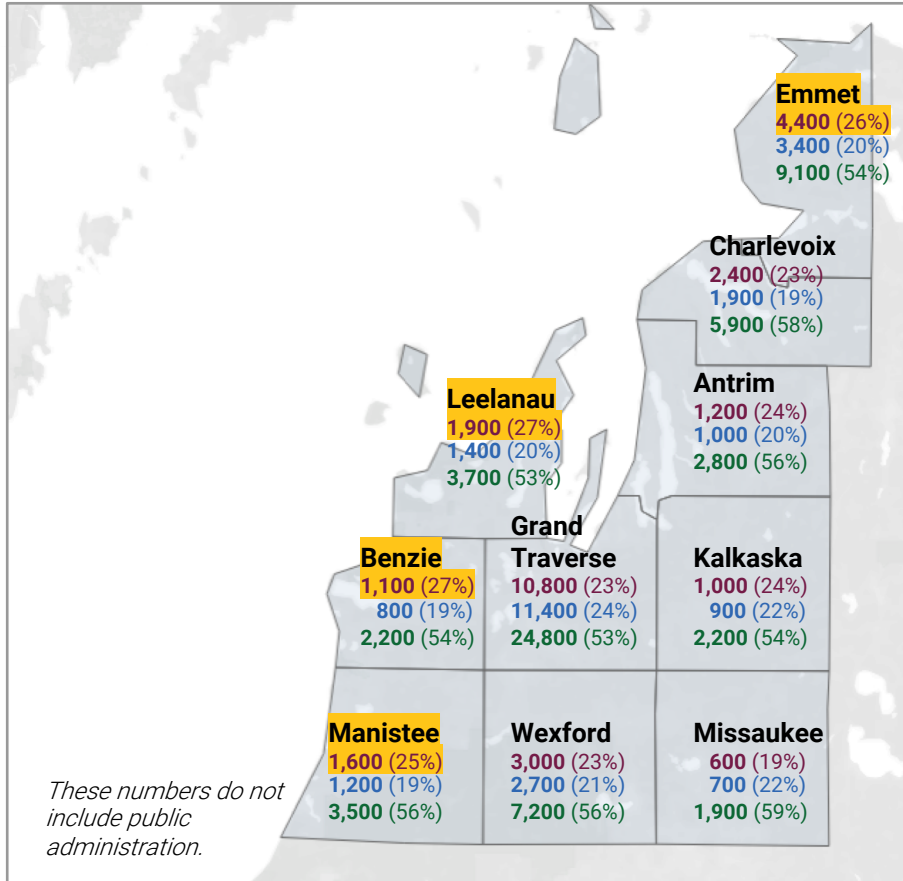 Emmet
4,400 (26%)
3,400 (20%)
9,100 (54%)
Charlevoix
2,400 (23%)
1,900 (19%)
5,900 (58%)
Antrim
1,200 (24%)
1,000 (20%)
2,800 (56%)
Leelanau
1,900 (27%)
1,400 (20%)
3,700 (53%)
Benzie
1,100 (27%)
800 (19%)
2,200 (54%)
Grand
Traverse
10,800 (23%)
11,400 (24%)
24,800 (53%)
Kalkaska
1,000 (24%)
900 (22%)
2,200 (54%)
Manistee
1,600 (25%)
1,200 (19%)
3,500 (56%)
Wexford
3,000 (23%)
2,700 (21%)
7,200 (56%)
Missaukee
600 (19%)
700 (22%)
1,900 (59%)
These numbers do not
include public
administration.